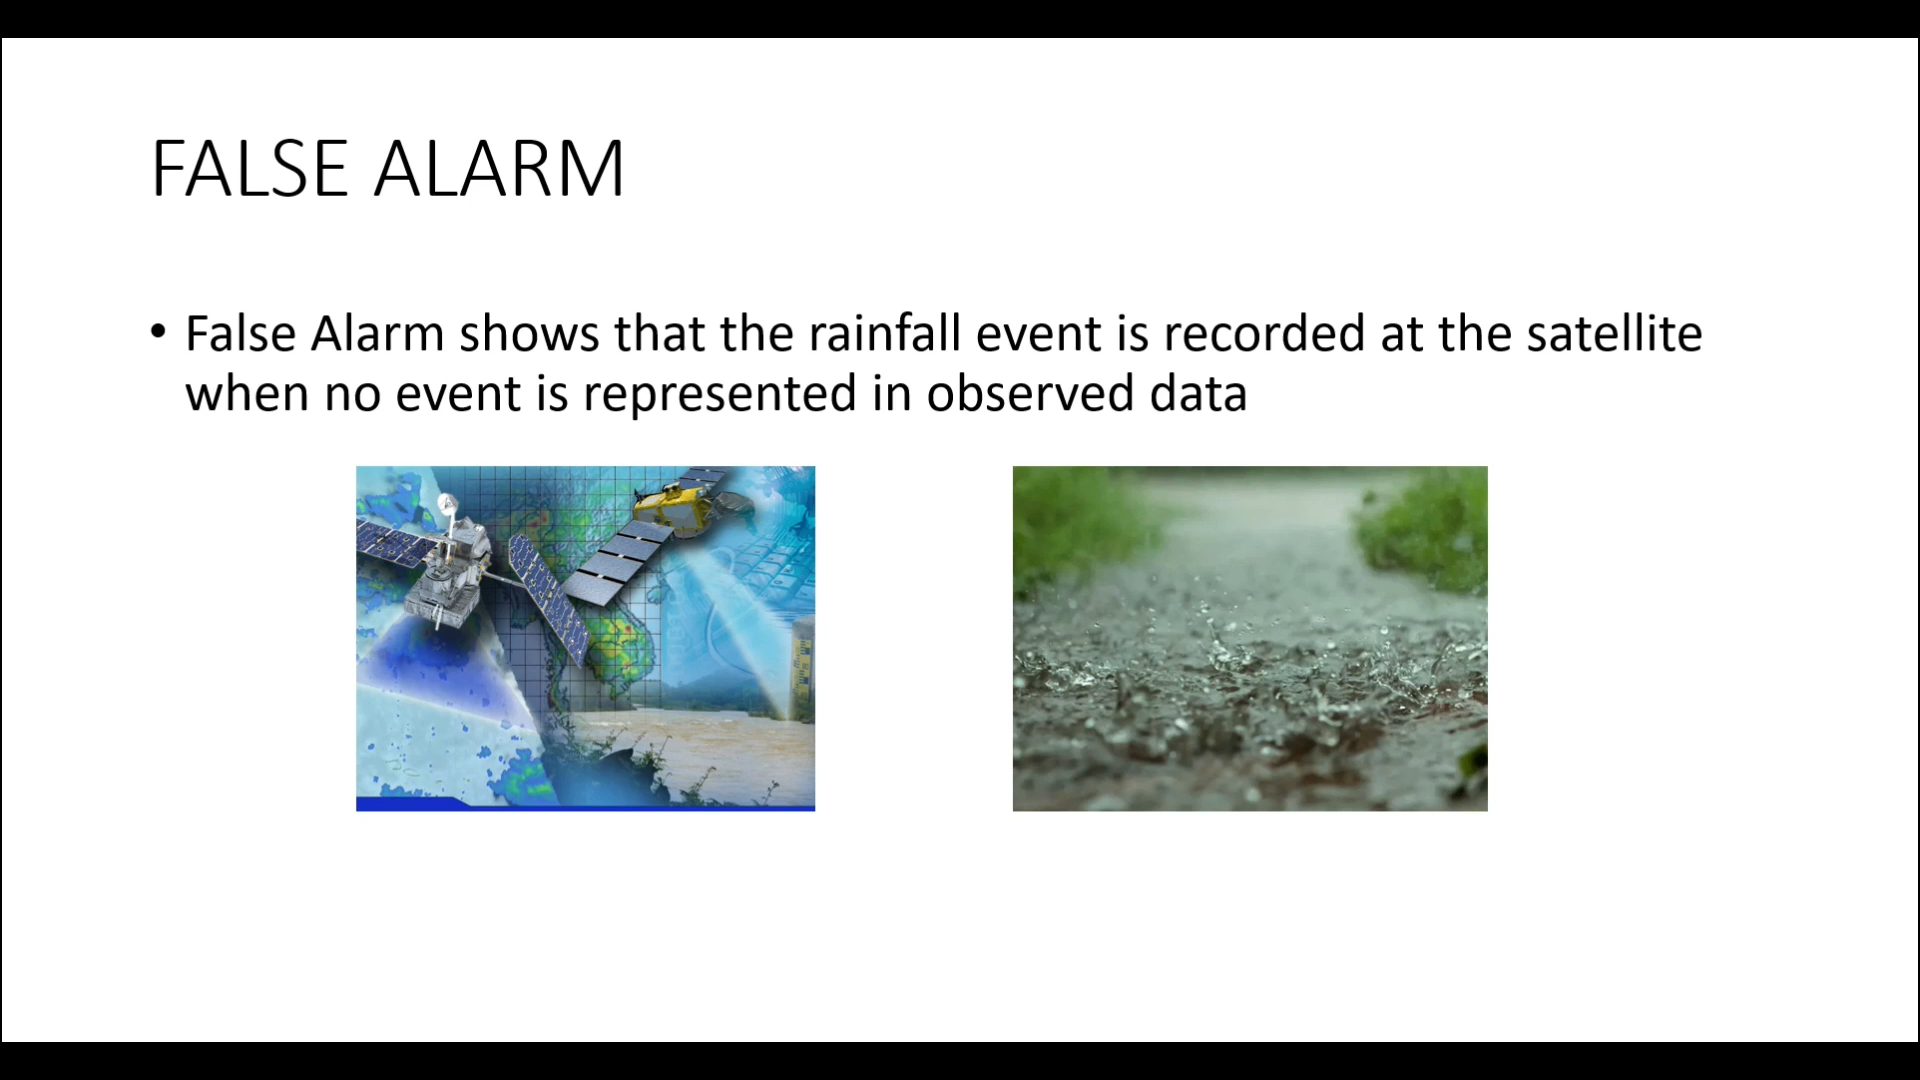 FALSE ALARM
• False Alarm shows that the rainfall event is recorded at the satellite
when no event is represented in observed data